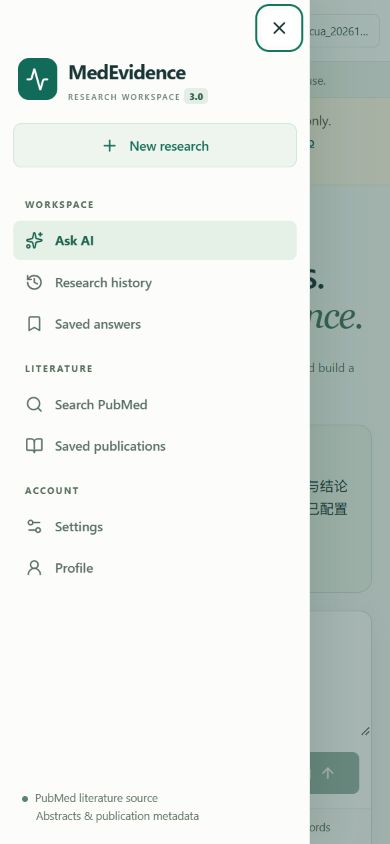 cua_20261...
MedEvidence
RESEARCH WORKSPACE 3.0
New research
WORKSPACE
Ask AI
Research history
Saved answers
LITERATURE
Search PubMed
Saved publications
ACCOUNT
Settings
Profile
PubMed literature source
Abstracts & publication metadata
use.
only.
s.
nce.
d build a
与结论
已配置
ords